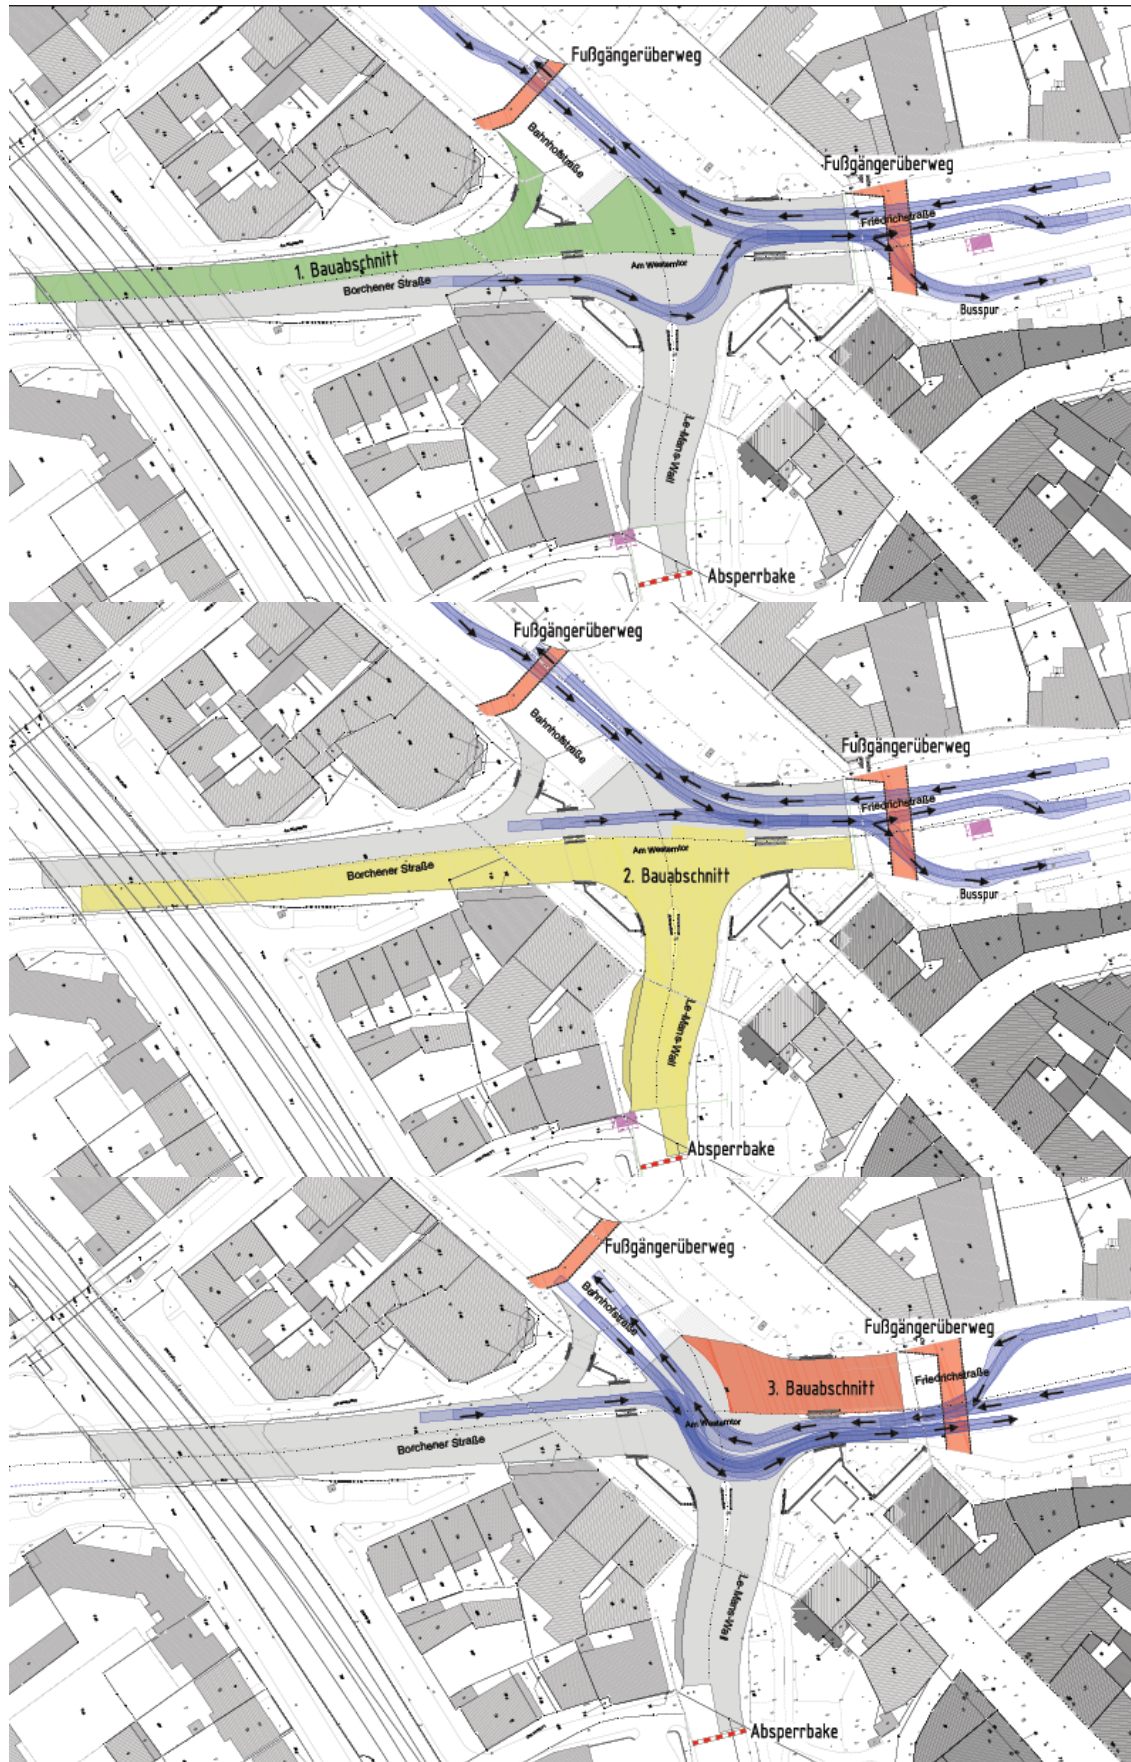 Fußgängerüberweg
Bahnhofstraße
Fußgängerüberweg
Friedrichstraße
1. Bauabschnitt
Am Westerntor
Borchener Straße
Busspur
Le-Mans-Wall
Absperrbake
Fußgängerüberweg
Bahnhofstraße
Fußgängerüberweg
Friedrichstraße
Am Westerntor
Borchener Straße
2. Bauabschnitt
Busspur
Le-Mans-Wall
Absperrbake
Fußgängerüberweg
Bahnhofstraße
Fußgängerüberweg
Friedrichstraße
3. Bauabschnitt
Am Westerntor
Borchener Straße
Le-Mans-Wall
Absperrbake